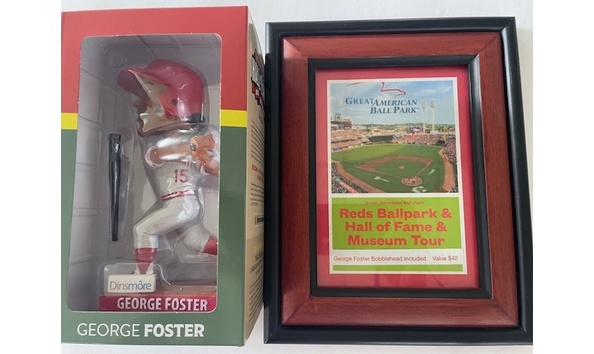 15
Dinsmore
GEORGE FOSTER
GEORGE FOSTER
GREAT AMERICAN
BALL PARK
Reds Ballpark &
Hall of Fame &
Museum Tour
George Foster Bobblehead Included Value $42